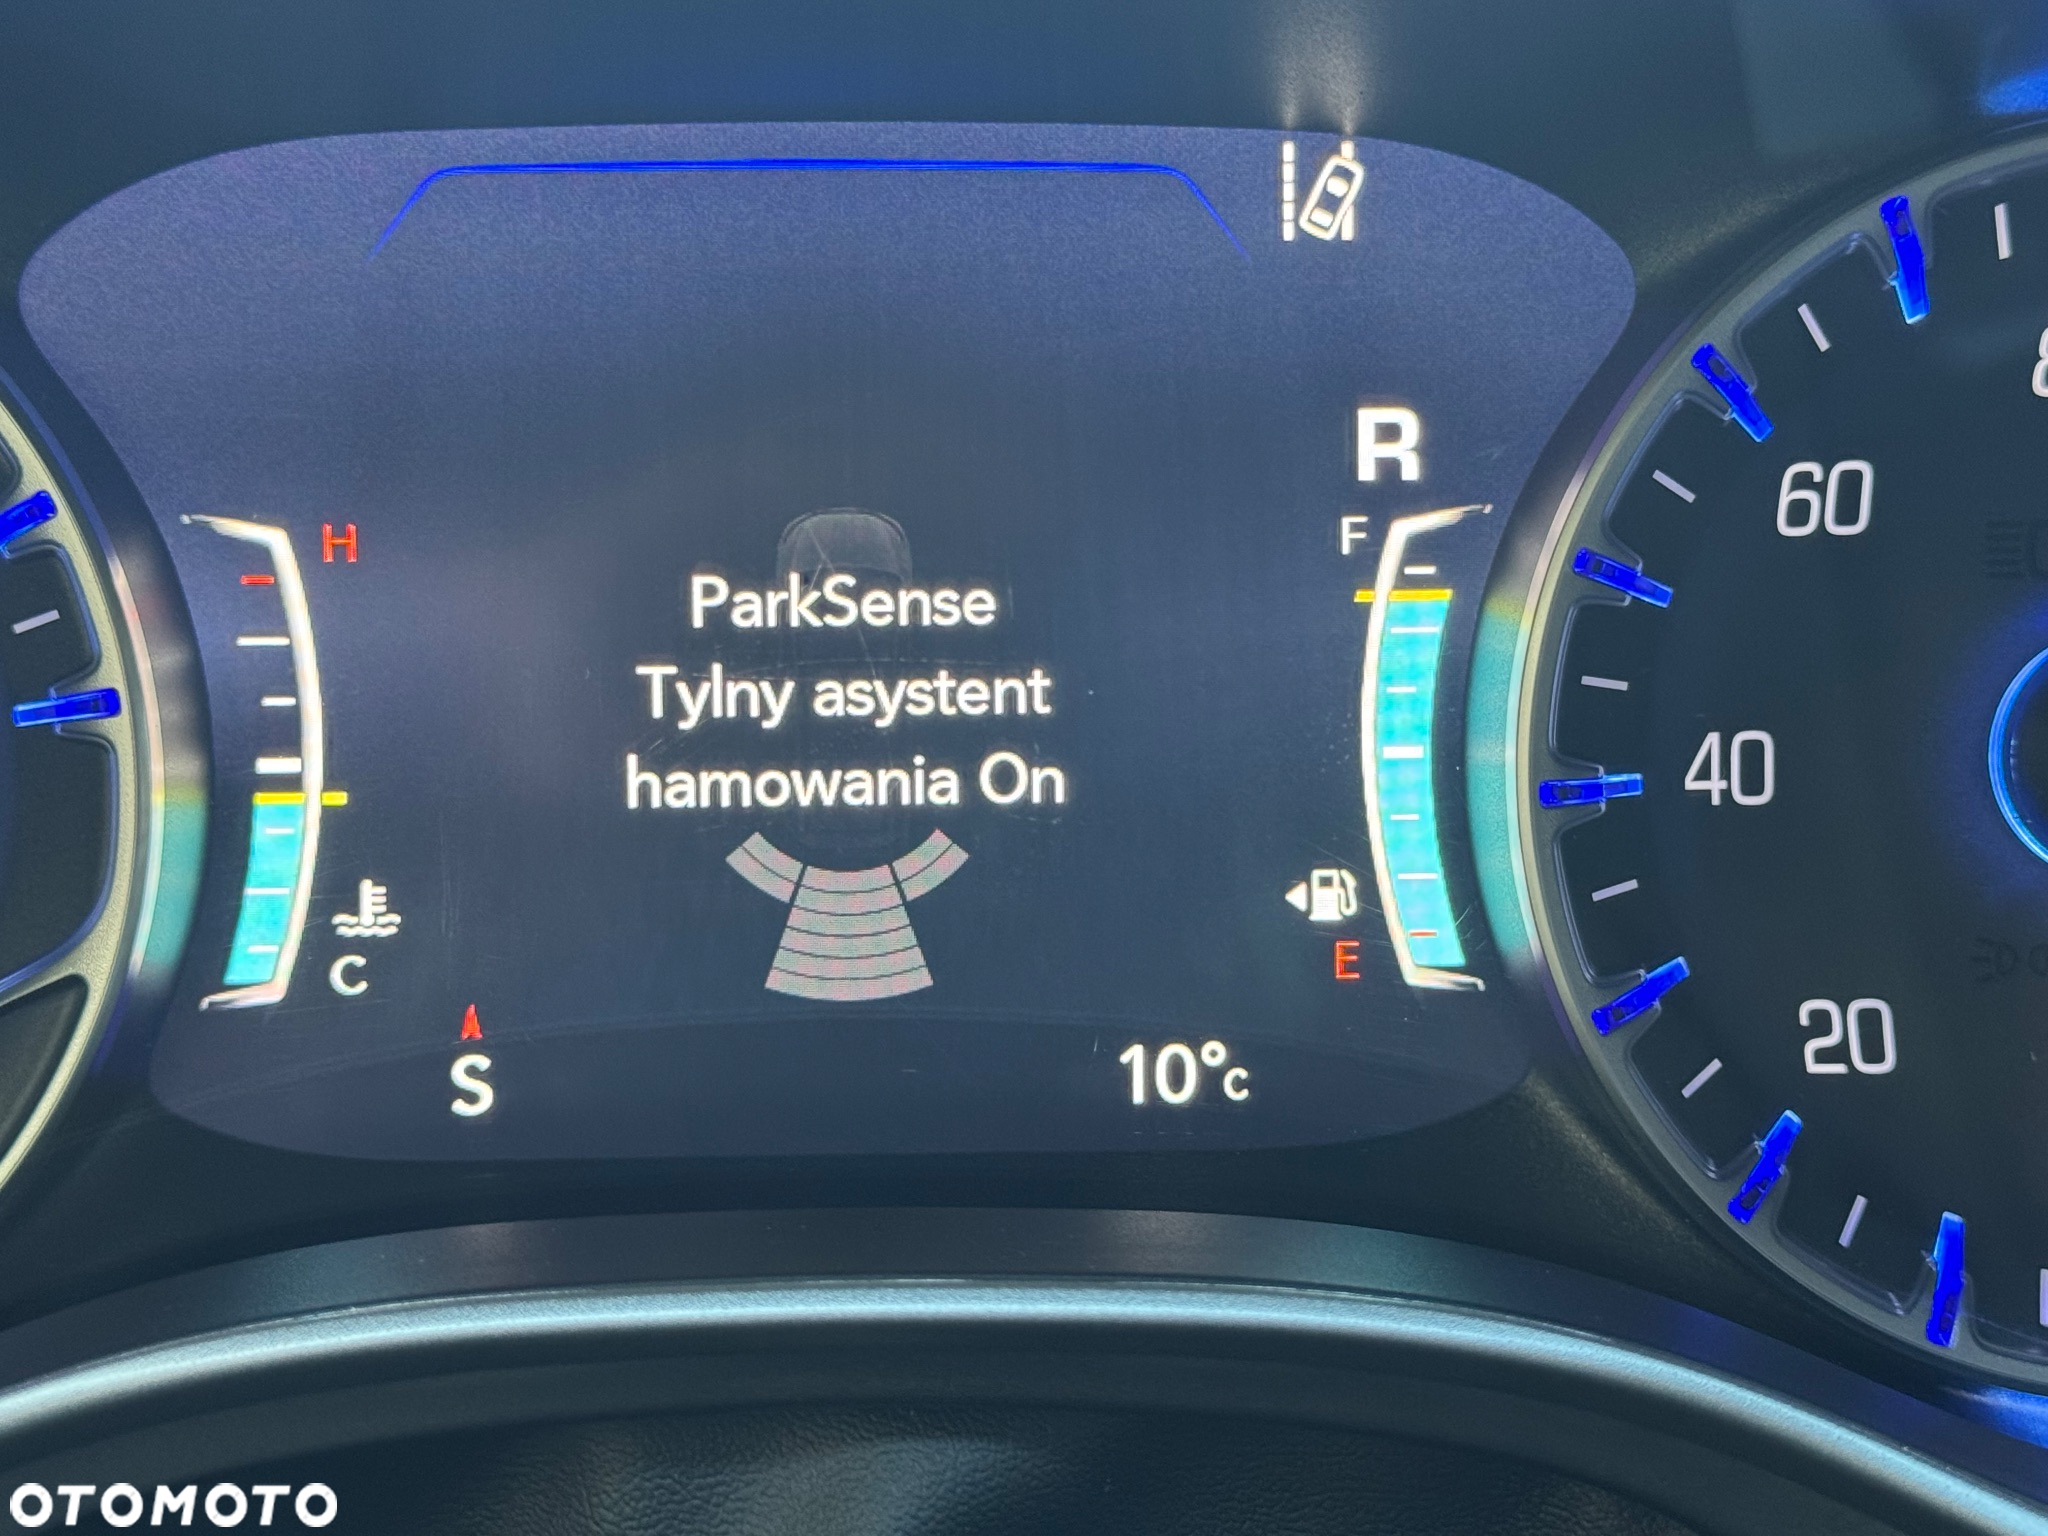 R
H
F
ParkSense
Tylny asystent
hamowania On
C
E
S
10°C
60
40
20
OTOMOTO